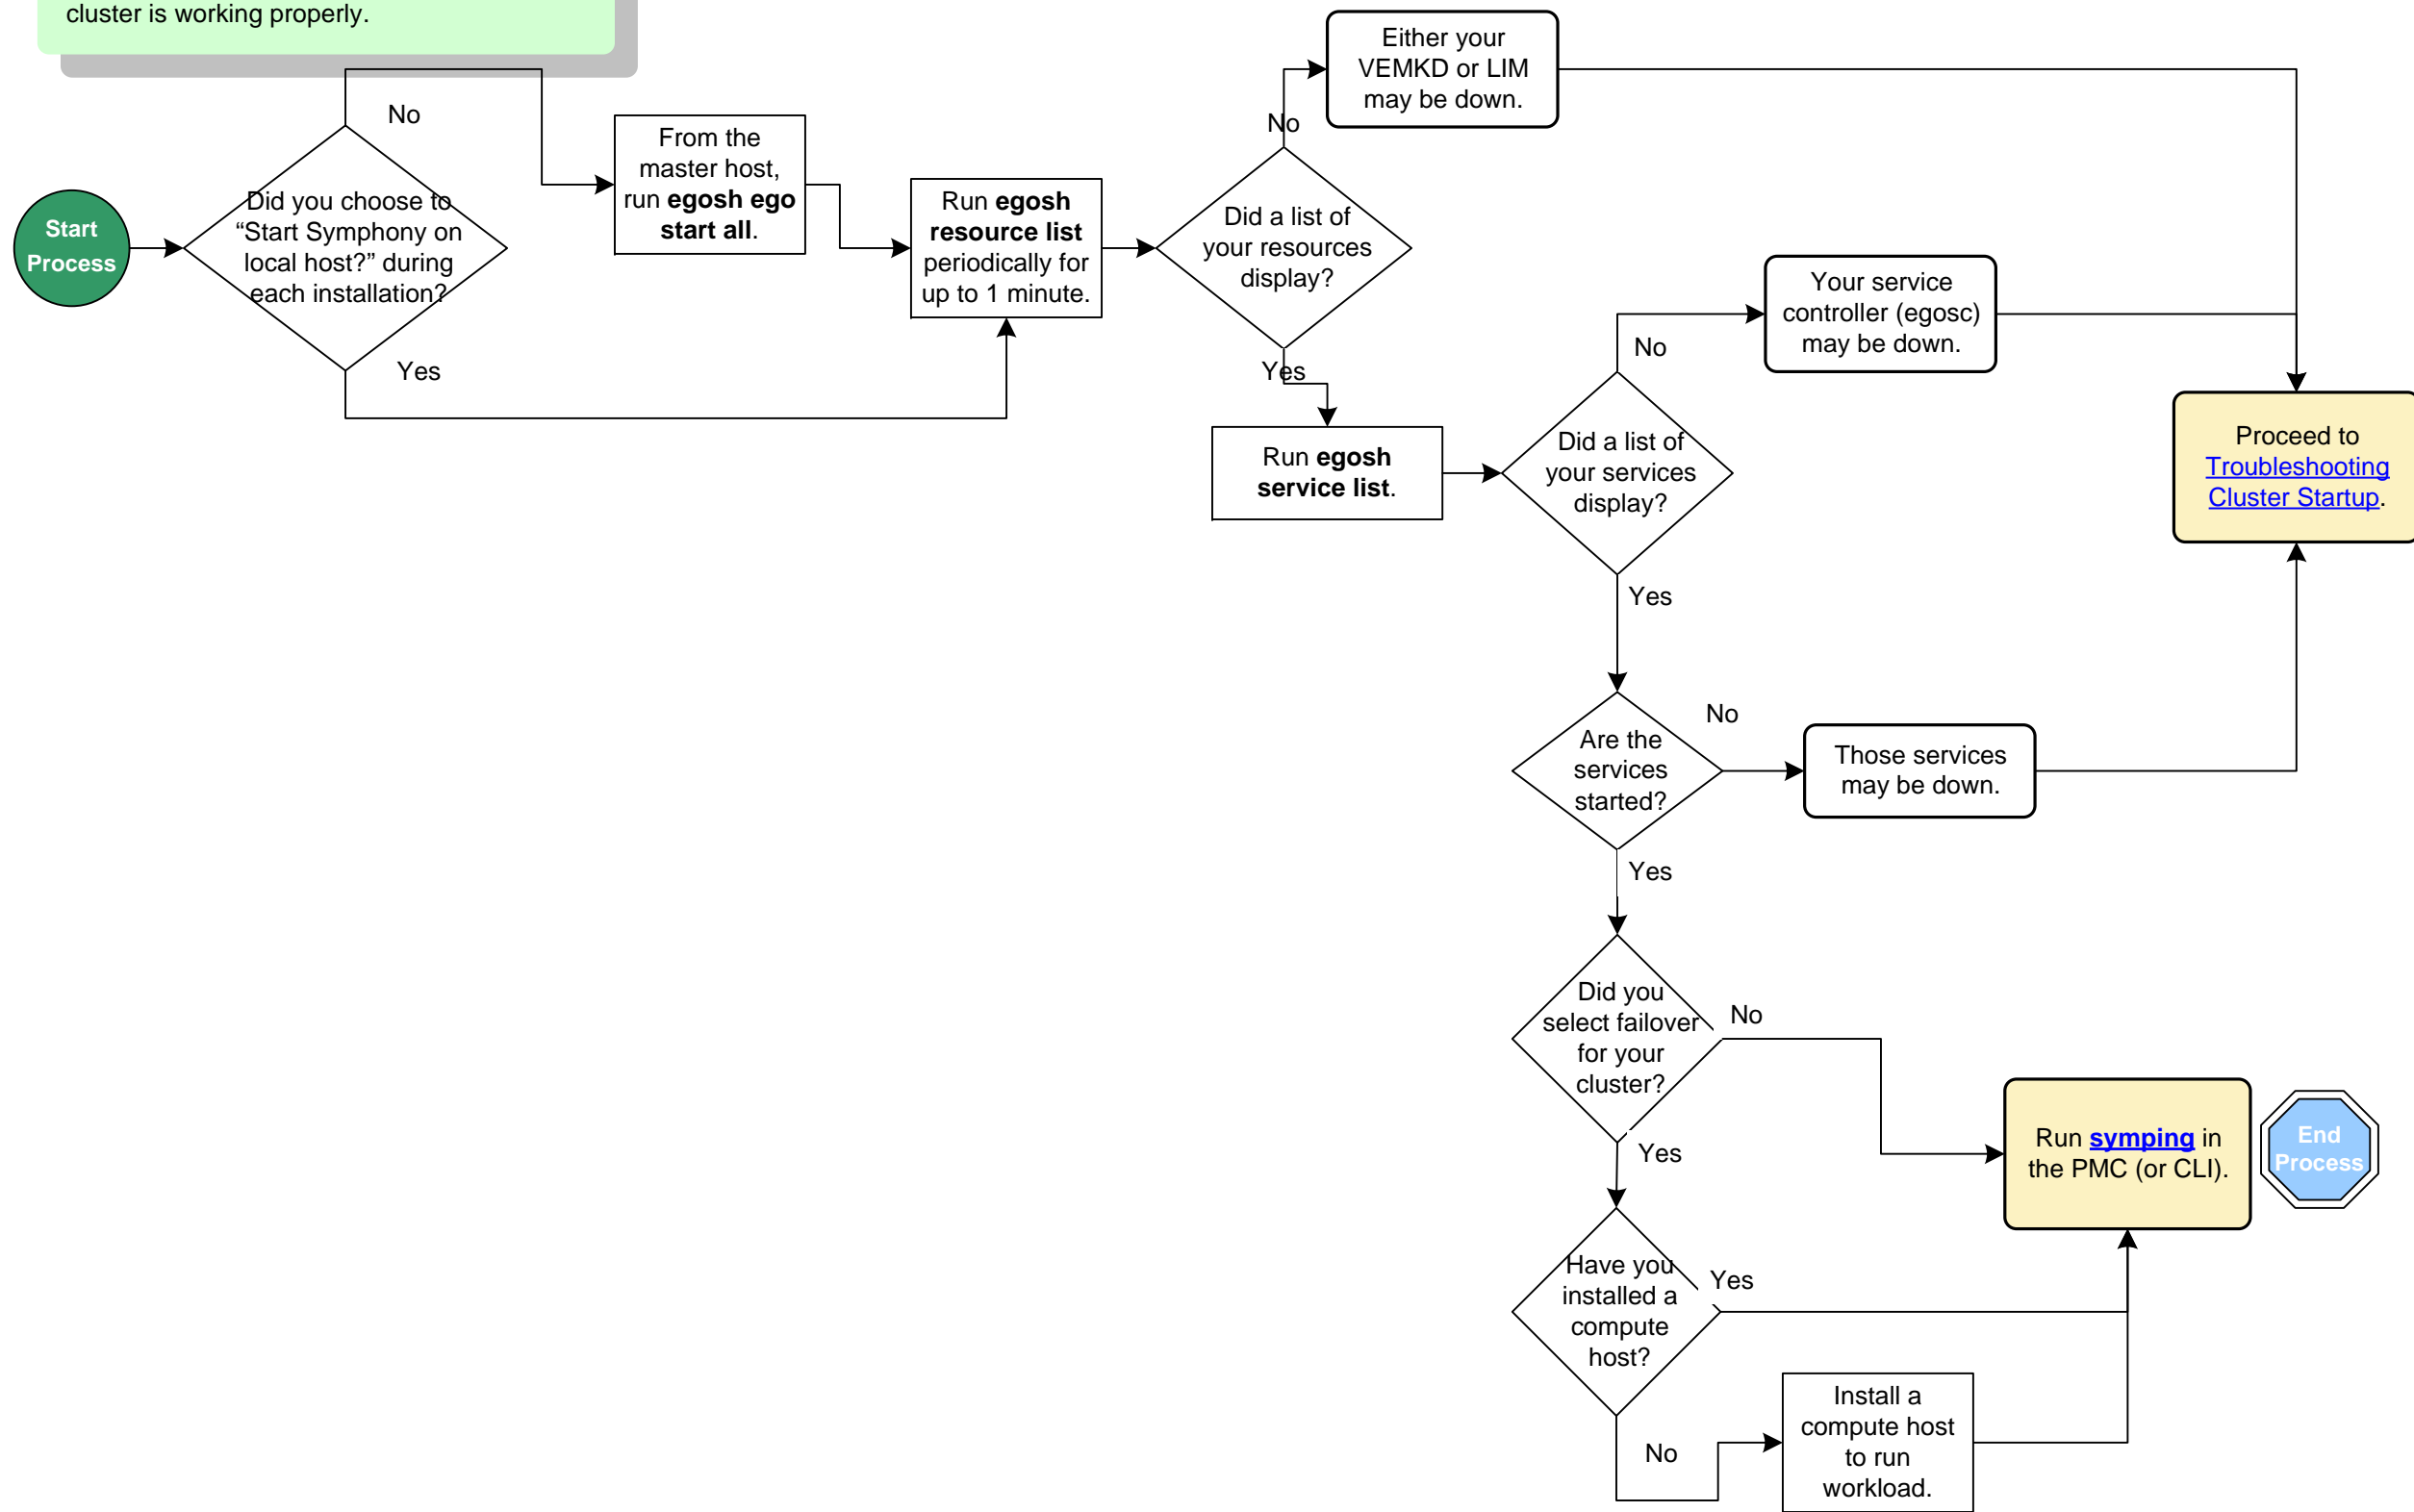 cluster is working properly.
Start
Process
Did you choose to
“Start Symphony on
local host?” during
each installation?
No
Yes
From the
master host,
run egosh ego
start all.
Run egosh
resource list
periodically for
up to 1 minute.
Did a list of
your resources
display?
No
Yes
Either your
VEMKD or LIM
may be down.
Run egosh
service list.
Did a list of
your services
display?
No
Yes
Your service
controller (egosc)
may be down.
Proceed to
Troubleshooting
Cluster Startup.
Are the
services
started?
No
Yes
Those services
may be down.
Did you
select failover
for your
cluster?
No
Yes
Run symping in
the PMC (or CLI).
End
Process
Have you
installed a
compute
host?
Yes
No
Install a
compute host
to run
workload.